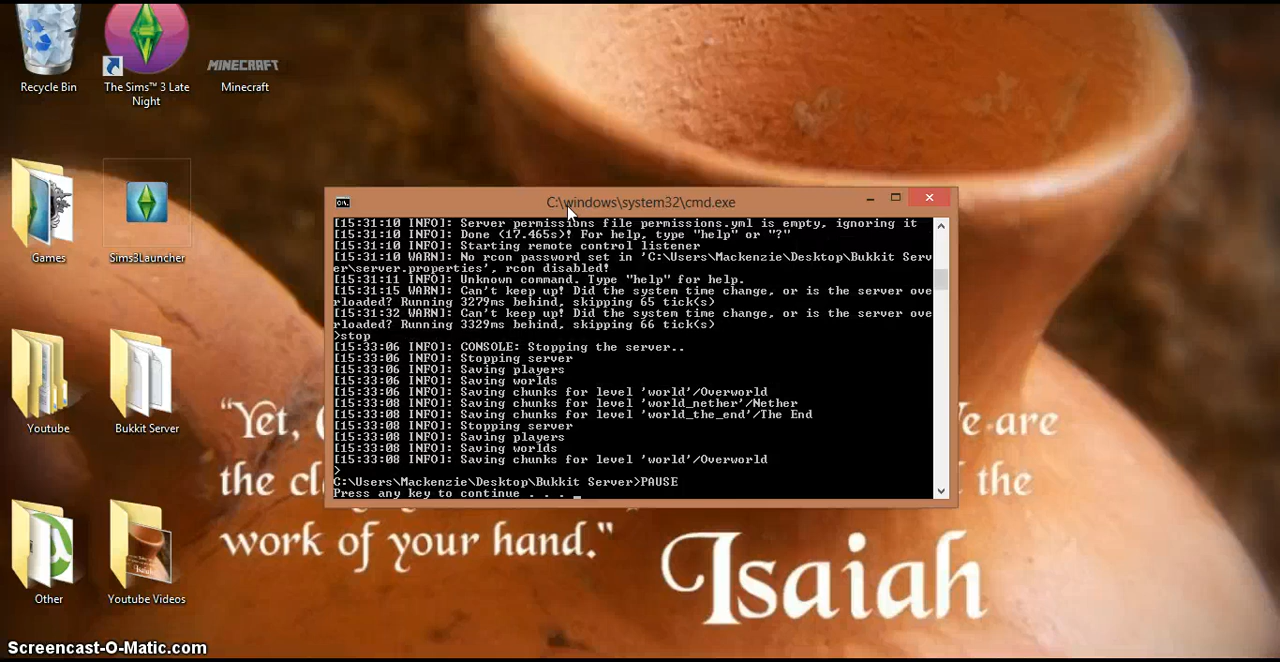 Recycle Bin
The Sims™ 3 Late
Night
MINECRAFT
Minecraft
Games
Sims3Launcher
Youtube
Bukkit Server
Other
Youtube Videos
C:\windows\system32\cmd.exe
[15:31:10 INFO]: Server permissions file permissions.yml is empty, ignoring it
[15:31:10 INFO]: Done (17.465s)! For help, type "help" or "?"
[15:31:10 INFO]: Starting remote control listener
[15:31:10 WARN]: No rcon password set in 'C:\Users\Mackenzie\Desktop\Bukkit Serv
er\server.properties', rcon disabled!
[15:31:11 INFO]: Unknown command. Type "help" for help.
[15:31:15 WARN]: Can't keep up! Did the system time change, or is the server ove
rloaded? Running 3279ms behind, skipping 65 tick(s)
[15:31:32 WARN]: Can't keep up! Did the system time change, or is the server ove
rloaded? Running 3329ms behind, skipping 66 tick(s)
>stop
[15:33:06 INFO]: CONSOLE: Stopping the server..
[15:33:06 INFO]: Stopping server
[15:33:06 INFO]: Saving players
[15:33:06 INFO]: Saving worlds
[15:33:06 INFO]: Saving chunks for level 'world'/Overworld
[15:33:08 INFO]: Saving chunks for level 'world_nether'/Nether
[15:33:08 INFO]: Saving chunks for level 'world_the_end'/The End
[15:33:08 INFO]: Stopping server
[15:33:08 INFO]: Saving players
[15:33:08 INFO]: Saving worlds
[15:33:08 INFO]: Saving chunks for level 'world'/Overworld
>
C:\Users\Mackenzie\Desktop\Bukkit Server>PAUSE
Press any key to continue . . . _
“Yet, We are
the the
work of your hand."
Isaiah
Isaiah
Screencast-O-Matic.com